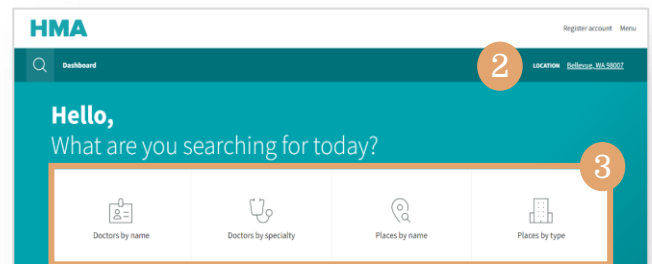 HMA
Register account Menu
Dashboard
2
LOCATION Bellevue, WA 98007
Hello,
What are you searching for today?
3
Doctors by name
Doctors by specialty
Places by name
Places by type